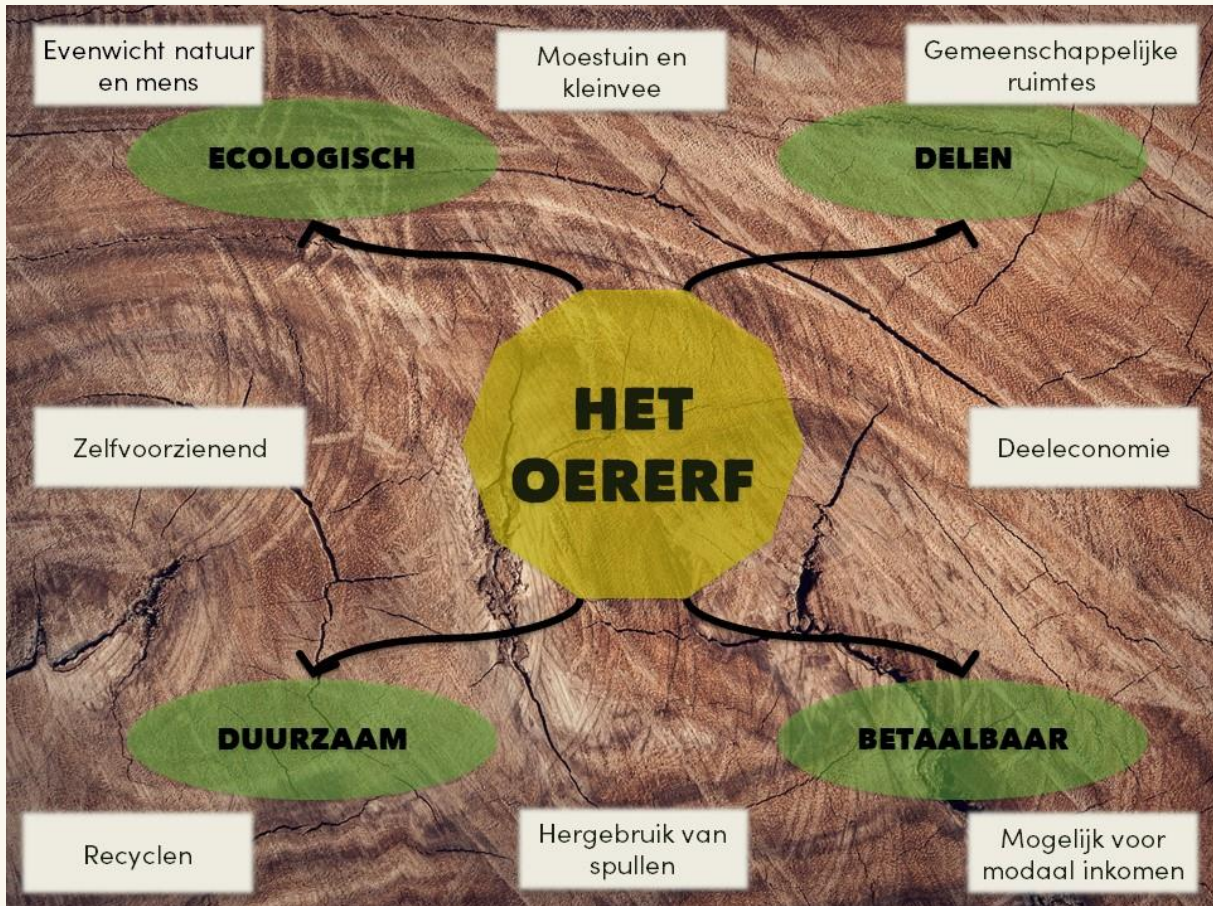 Evenwicht natuur
en mens
Moestuin en
kleinvee
Gemeenschappelijke
ruimtes
ECOLOGISCH
DELEN
HET
OERERF
Zelfvoorzienend
Deeleconomie
DUURZAAM
BETAALBAAR
Recyclen
Hergebruik van
spullen
Mogelijk voor
modaal inkomen